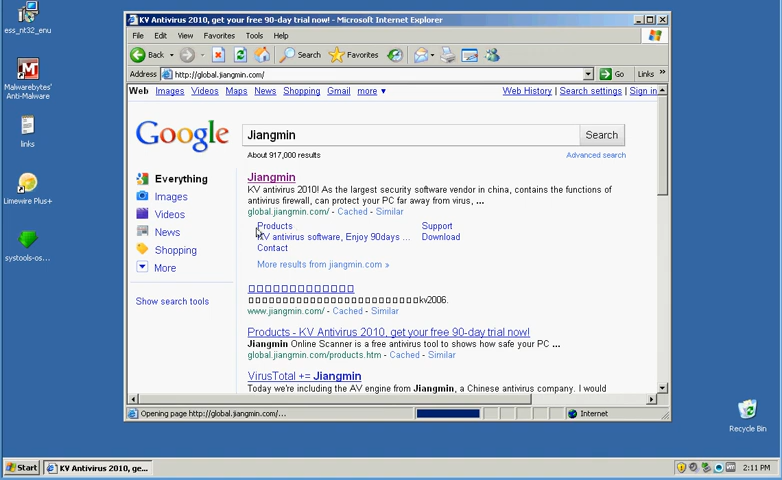 ess_nt32_enu
Malwarebytes'
Anti-Malware
links
Limewire Plus+
systools-os...
Recycle Bin
KV Antivirus 2010, get your free 90-day trial now! - Microsoft Internet Explorer
File Edit View Favorites Tools Help
Back Search Favorites
Address http://global.jiangmin.com/ Go Links »
Web Images Videos Maps News Shopping Gmail more ▼ Web History | Search settings | Sign in
Google Jiangmin Search
About 917,000 results Advanced search
Everything
Images
Videos
News
Shopping
More
Show search tools
Jiangmin
KV antivirus 2010! As the largest security software vendor in china, contains the functions of
antivirus firewall, can protect your PC far away from virus, ...
global.jiangmin.com/ - Cached - Similar
Products Support
KV antivirus software, Enjoy 90days ... Download
Contact
More results from jiangmin.com »
kv2006.
www.jiangmin.com/ - Cached - Similar
Products - KV Antivirus 2010, get your free 90-day trial now!
Jiangmin Online Scanner is a free antivirus tool to shows how safe your PC ...
global.jiangmin.com/products.htm - Cached - Similar
VirusTotal += Jiangmin
Today we're including the AV engine from Jiangmin, a Chinese antivirus company. I would
Opening page http://global.jiangmin.com/... Internet
Start KV Antivirus 2010, ge... 2:11 PM